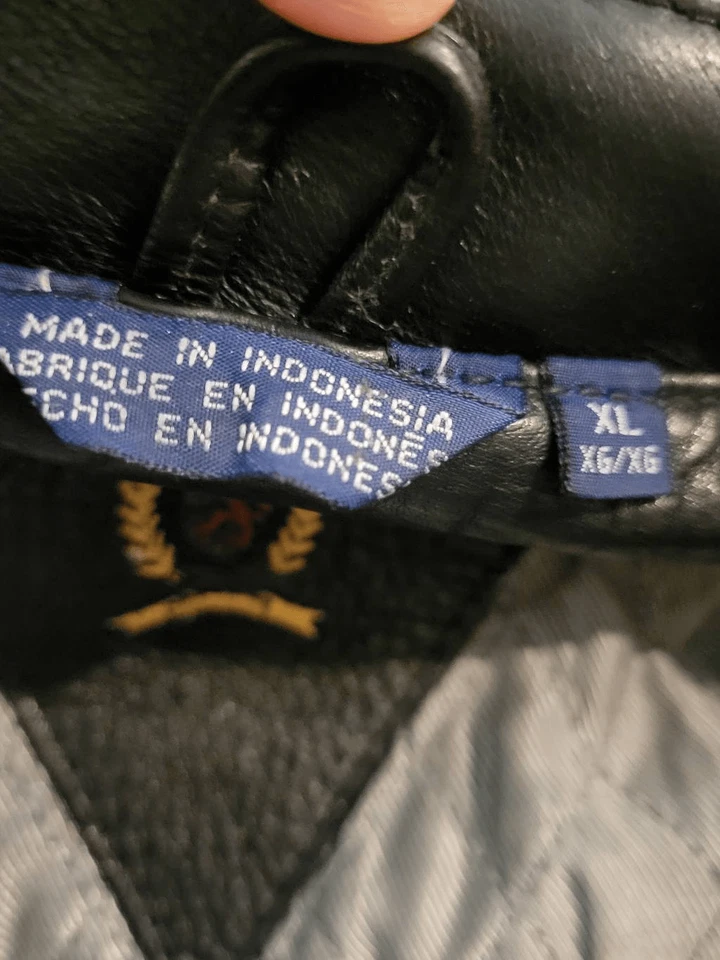 MADE IN INDONESIA
ABRIQUE EN INDONÉS
ECHO EN INDONES
XL
XG/XG